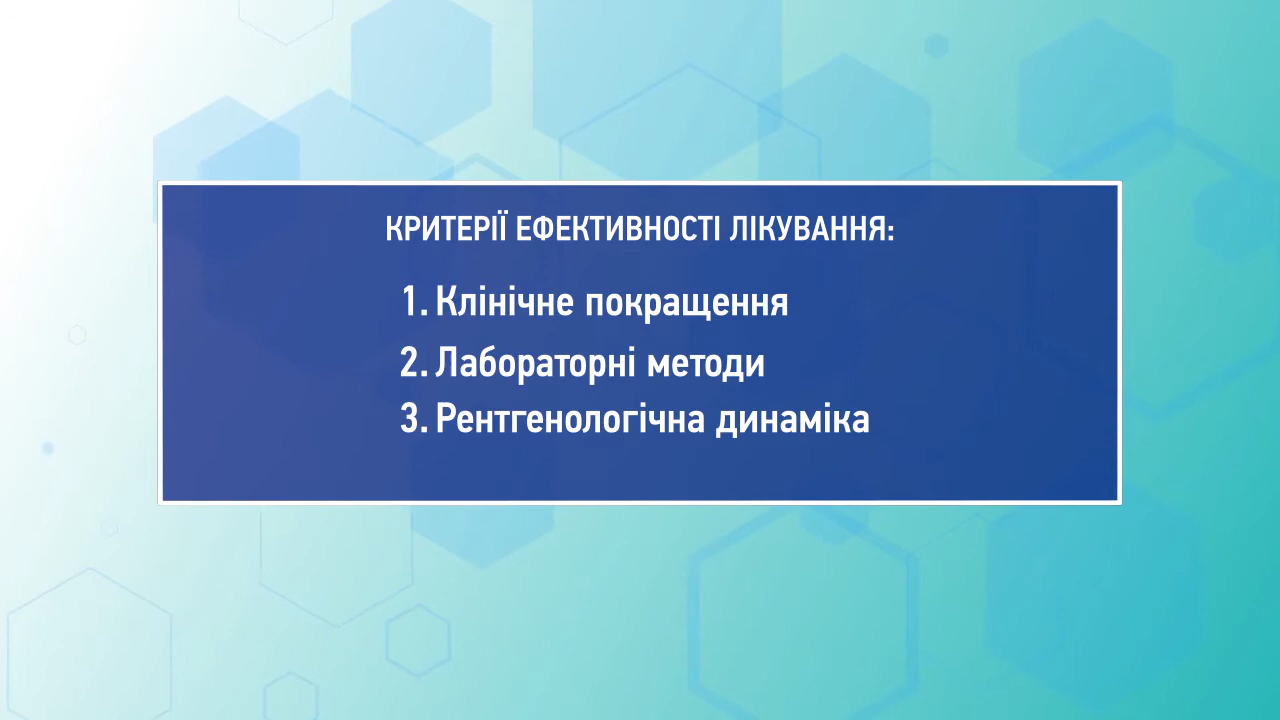 КРИТЕРІЇ ЕФЕКТИВНОСТІ ЛІКУВАННЯ:
1. Клінічне покращення
2. Лабораторні методи
3. Рентгенологічна динаміка